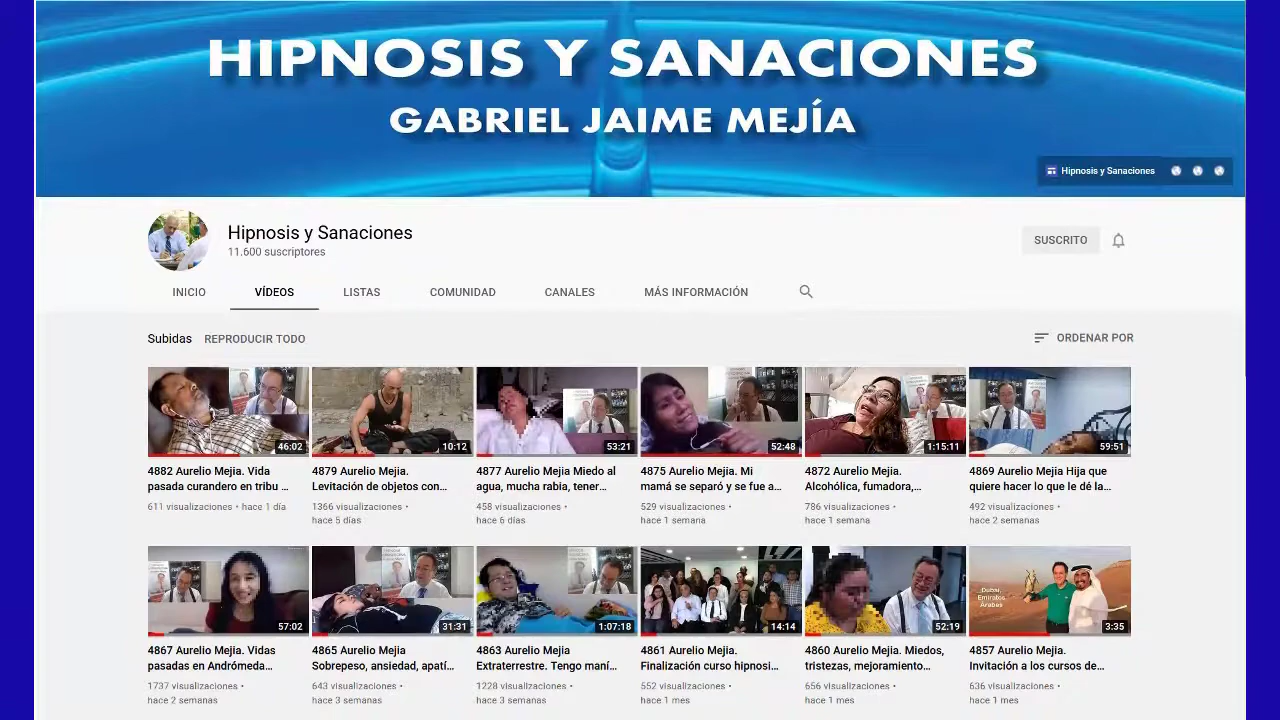 HIPNOSIS Y SANACIONES
GABRIEL JAIME MEJÍA
Hipnosis y Sanaciones
Hipnosis y Sanaciones
11.600 suscriptores
SUSCRITO
INICIO VÍDEOS LISTAS COMUNIDAD CANALES MÁS INFORMACIÓN
Subidas REPRODUCIR TODO ORDENAR POR
46:02
4882 Aurelio Mejia. Vida
pasada curandero en tribu ...
611 visualizaciones • hace 1 día
10:12
4879 Aurelio Mejia.
Levitación de objetos con...
1366 visualizaciones •
hace 5 días
53:21
4877 Aurelio Mejia Miedo al
agua, mucha rabia, tener...
458 visualizaciones •
hace 6 días
52:48
4875 Aurelio Mejia. Mi
mamá se separó y se fue a...
529 visualizaciones •
hace 1 semana
1:15:11
4872 Aurelio Mejia.
Alcohólica, fumadora,...
786 visualizaciones •
hace 1 semana
59:51
4869 Aurelio Mejia Hija que
quiere hacer lo que le dé la...
492 visualizaciones •
hace 2 semanas
57:02
4867 Aurelio Mejia. Vidas
pasadas en Andrómeda...
1737 visualizaciones •
hace 2 semanas
31:31
4865 Aurelio Mejia
Sobrepeso, ansiedad, apatí...
643 visualizaciones •
hace 3 semanas
1:07:18
4863 Aurelio Mejia
Extraterrestre. Tengo maní...
1228 visualizaciones •
hace 3 semanas
14:14
4861 Aurelio Mejia.
Finalización curso hipnosi...
552 visualizaciones •
hace 1 mes
52:19
4860 Aurelio Mejia. Miedos,
tristezas, mejoramiento...
656 visualizaciones •
hace 1 mes
Dubai,
Emiratos
Arabes
3:35
4857 Aurelio Mejia.
Invitación a los cursos de...
636 visualizaciones •
hace 1 mes